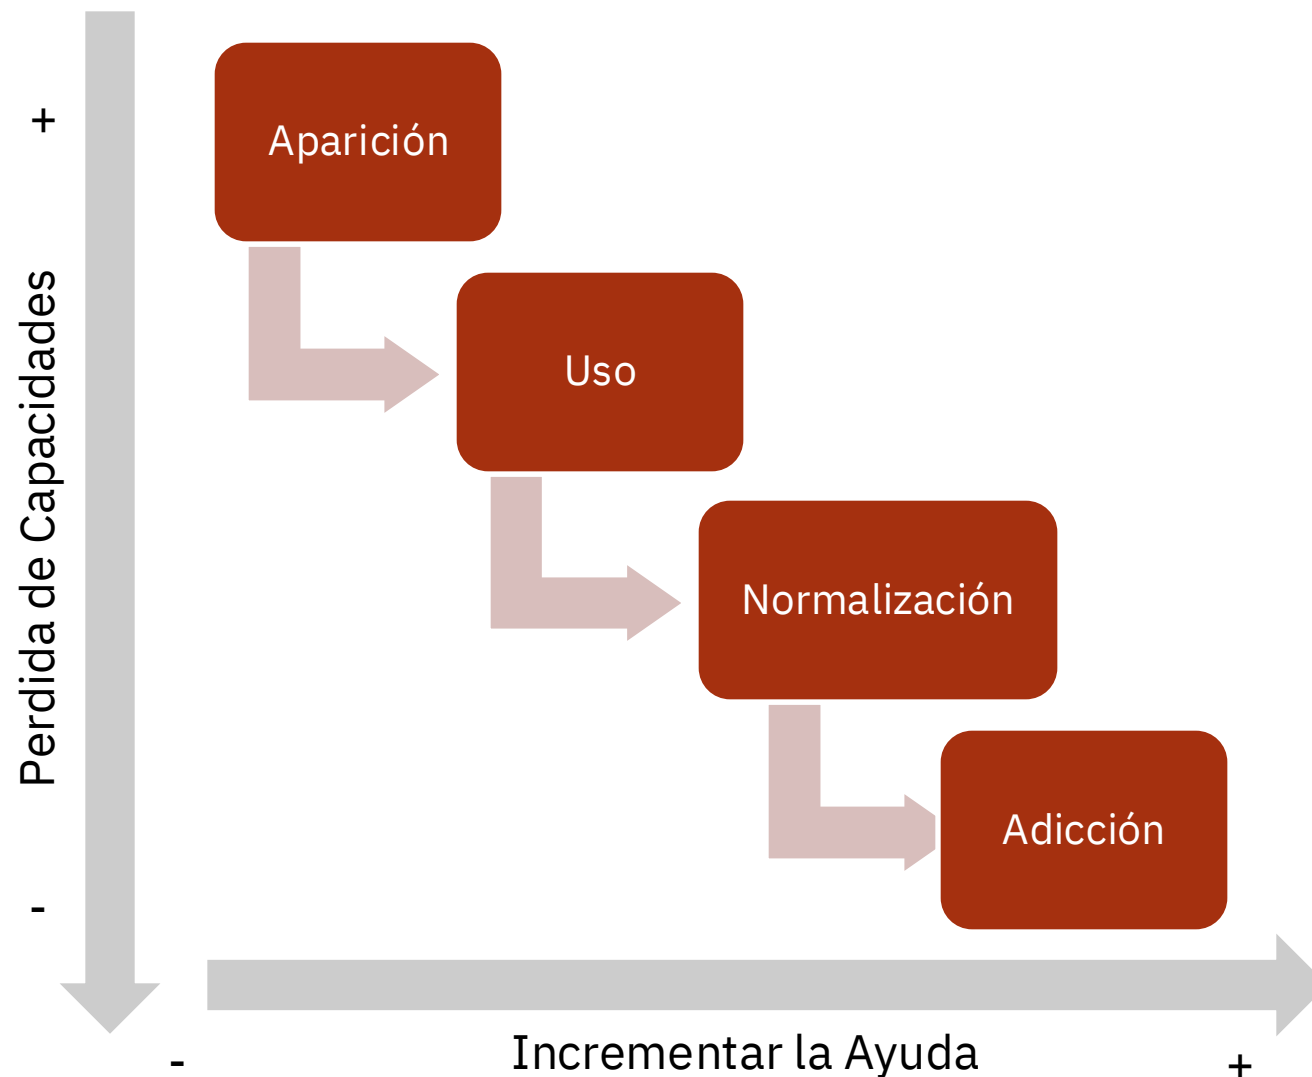 +
Aparición
Perdida de Capacidades
Uso
Normalización
Adicción
-
- Incrementar la Ayuda +